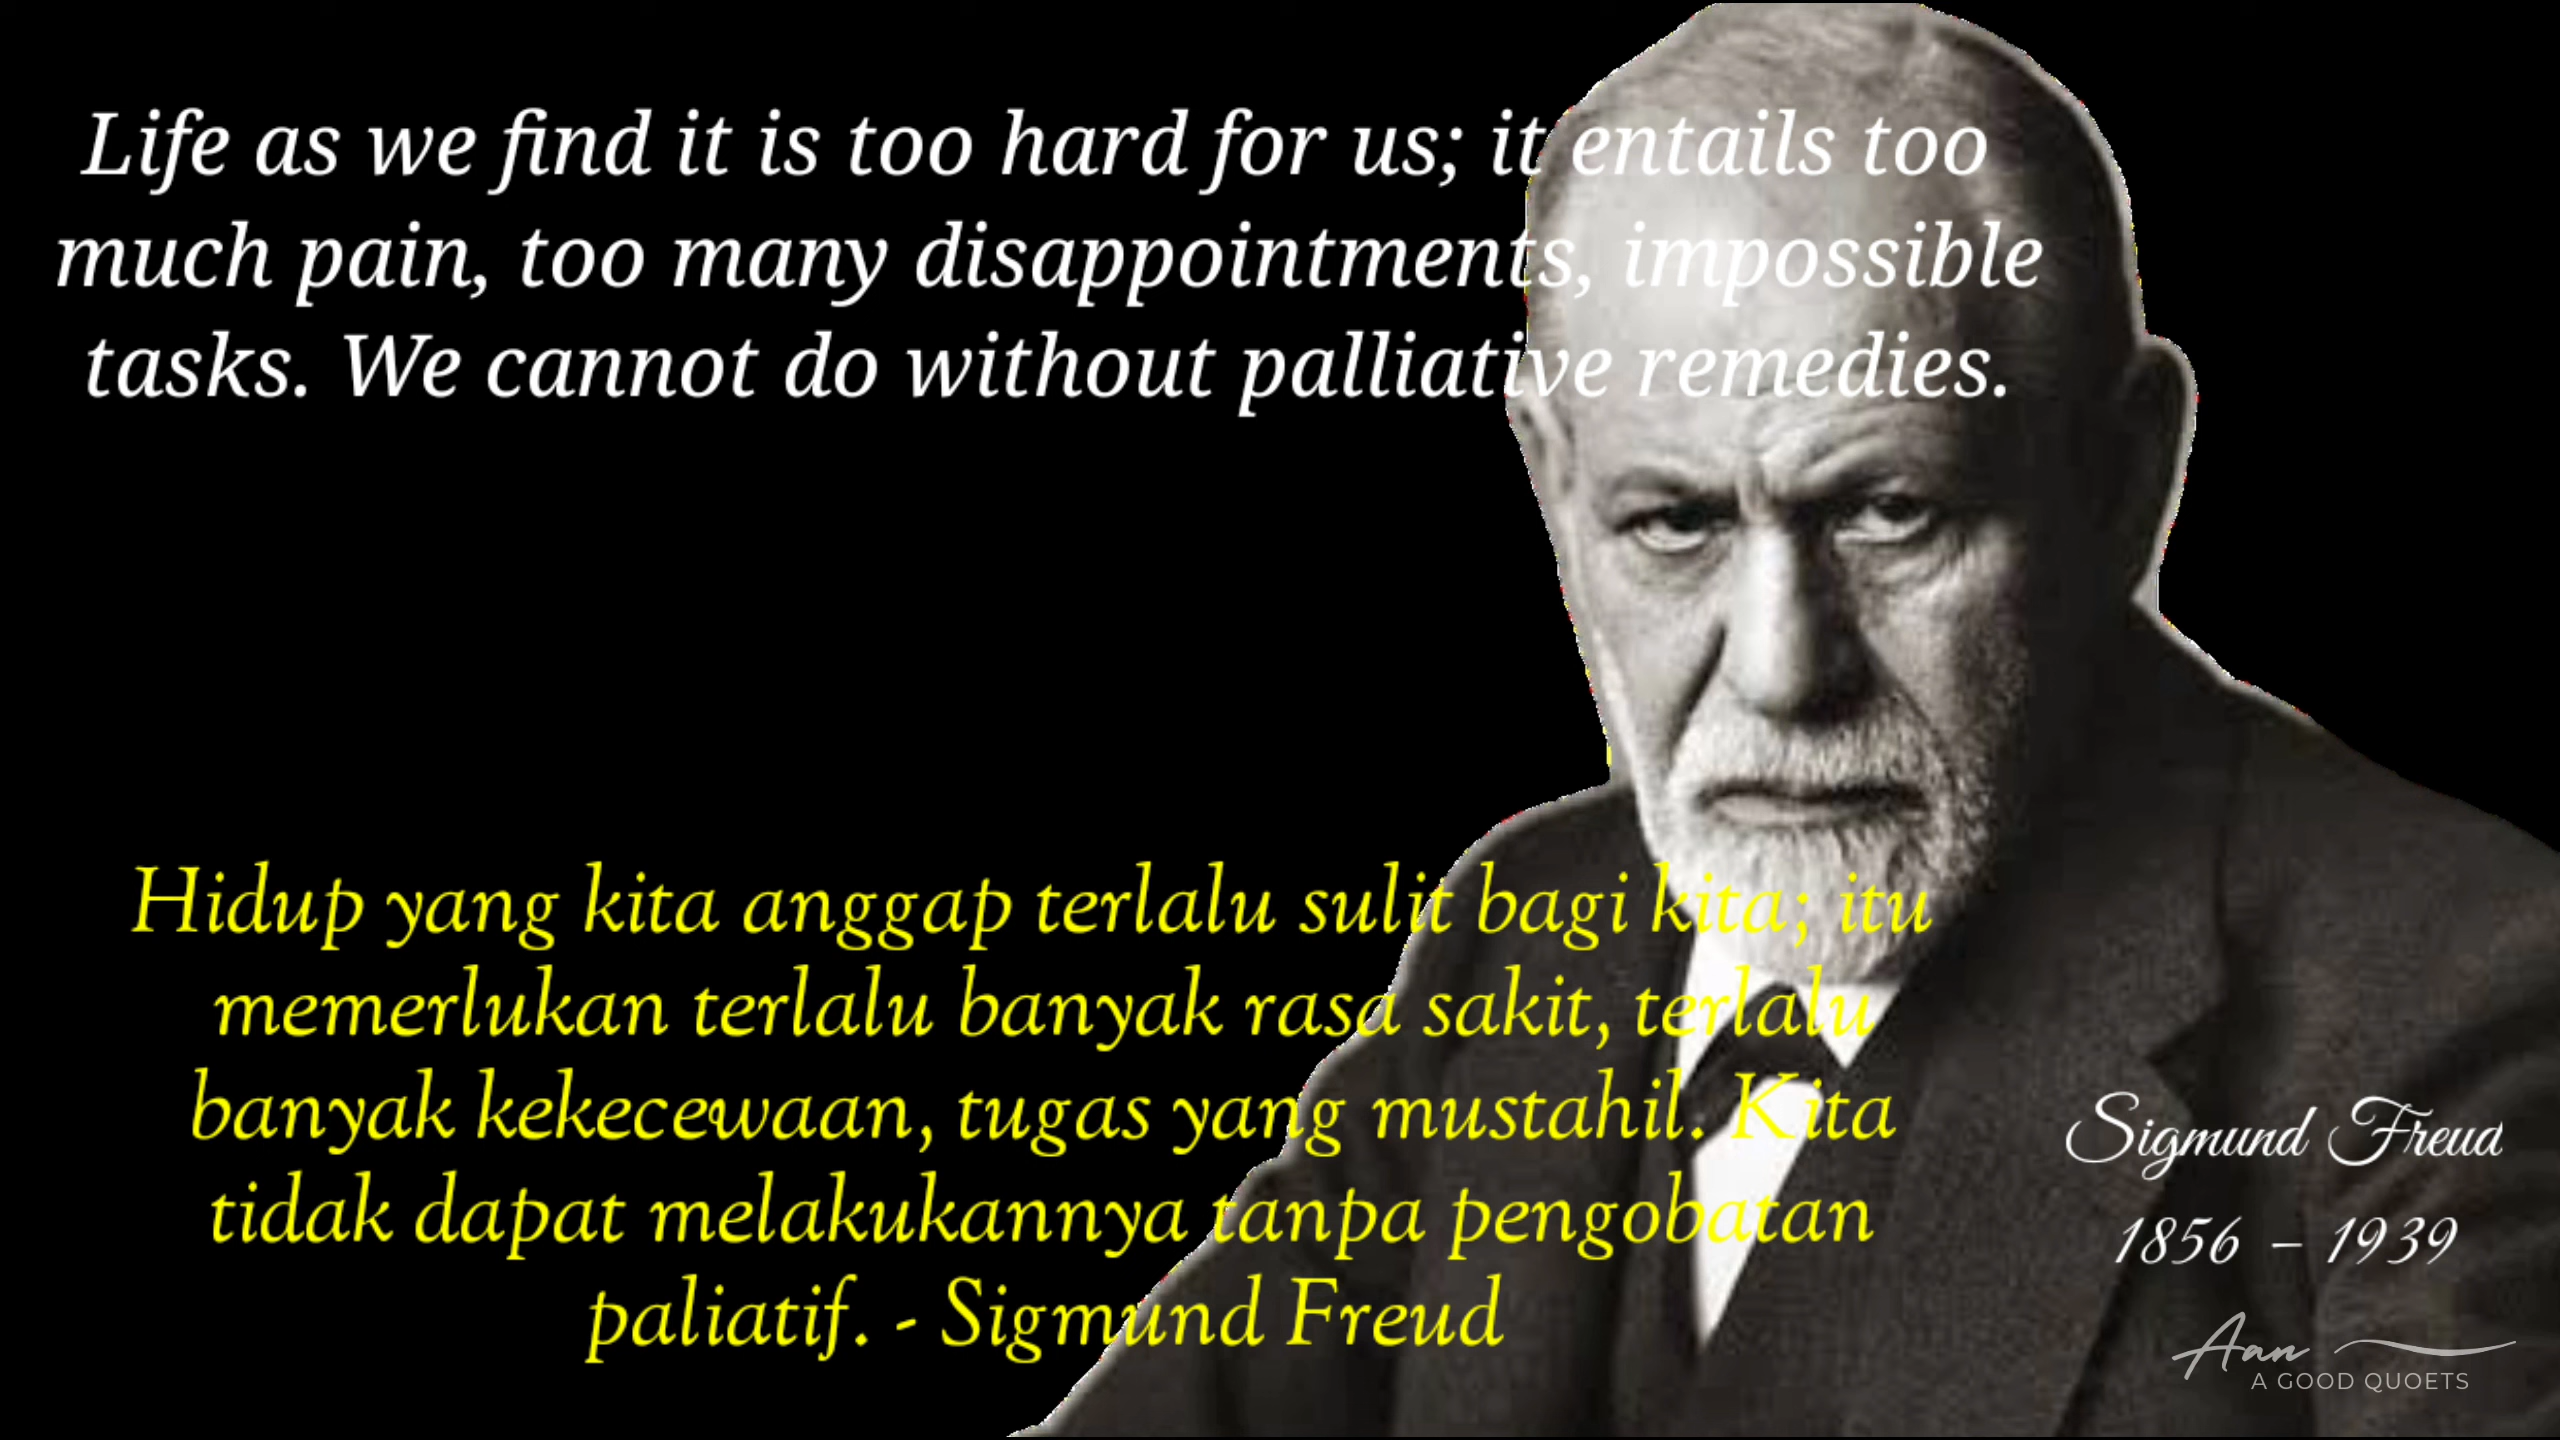 Life as we find it is too hard for us; it entails too
much pain, too many disappointments, impossible
tasks. We cannot do without palliative remedies.
Hidup yang kita anggap terlalu sulit bagi kita; itu
memerlukan terlalu banyak rasa sakit, terlalu
banyak kekecewaan, tugas yang mustahil. Kita
tidak dapat melakukannya tanpa pengobatan
paliatif. - Sigmund Freud
Sigmund Freud
1856 – 1939
Aan
A GOOD QUOETS